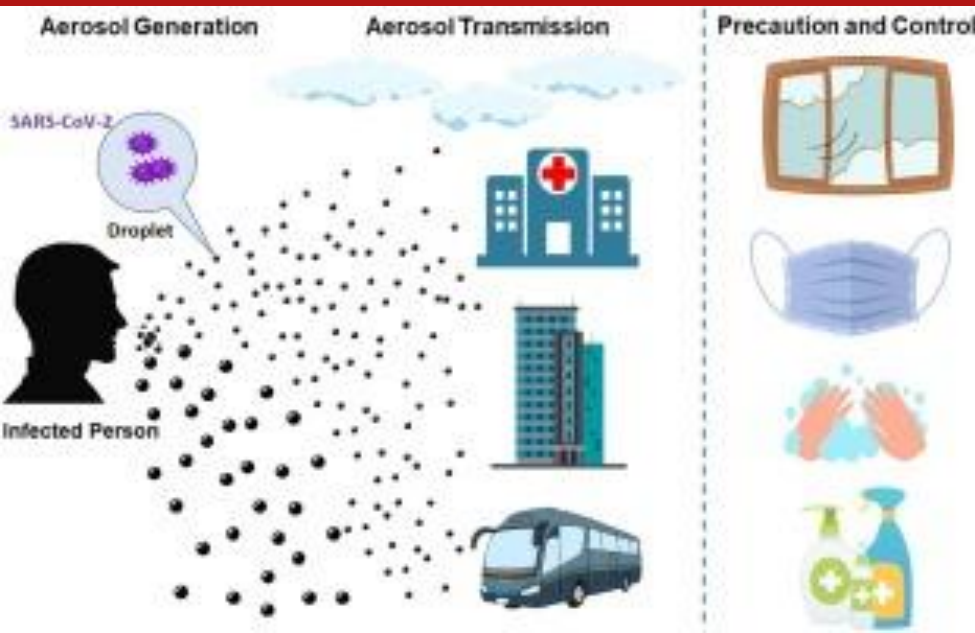 Aerosol Generation
Aerosol Transmission
Precaution and Control
SARS-CoV-2
Droplet
Infected Person